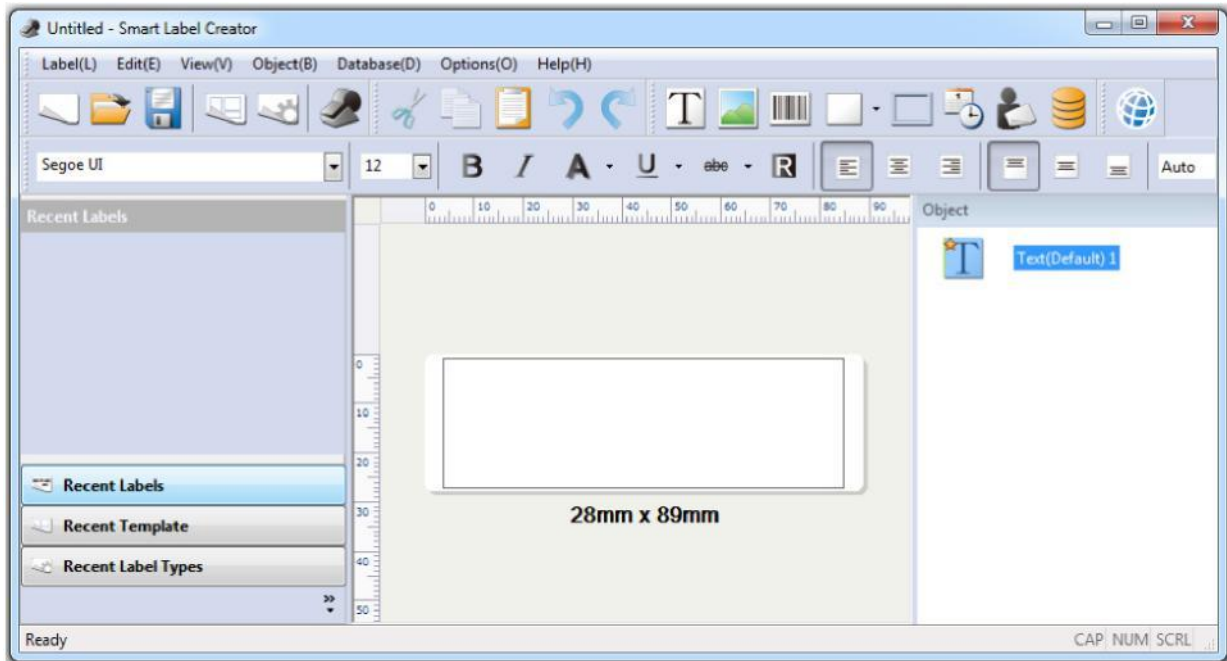 Untitled - Smart Label Creator
Label(L) Edit(E) View(V) Object(B) Database(D) Options(O) Help(H)
T
Segoe UI 12 B I A U abc R Auto
Recent Labels
0 10 20 30 40 50 60 70 80 90
Object
T Text(Default) 1
0
10
20
30
40
50
28mm x 89mm
Recent Labels
Recent Template
Recent Label Types
Ready CAP NUM SCRL